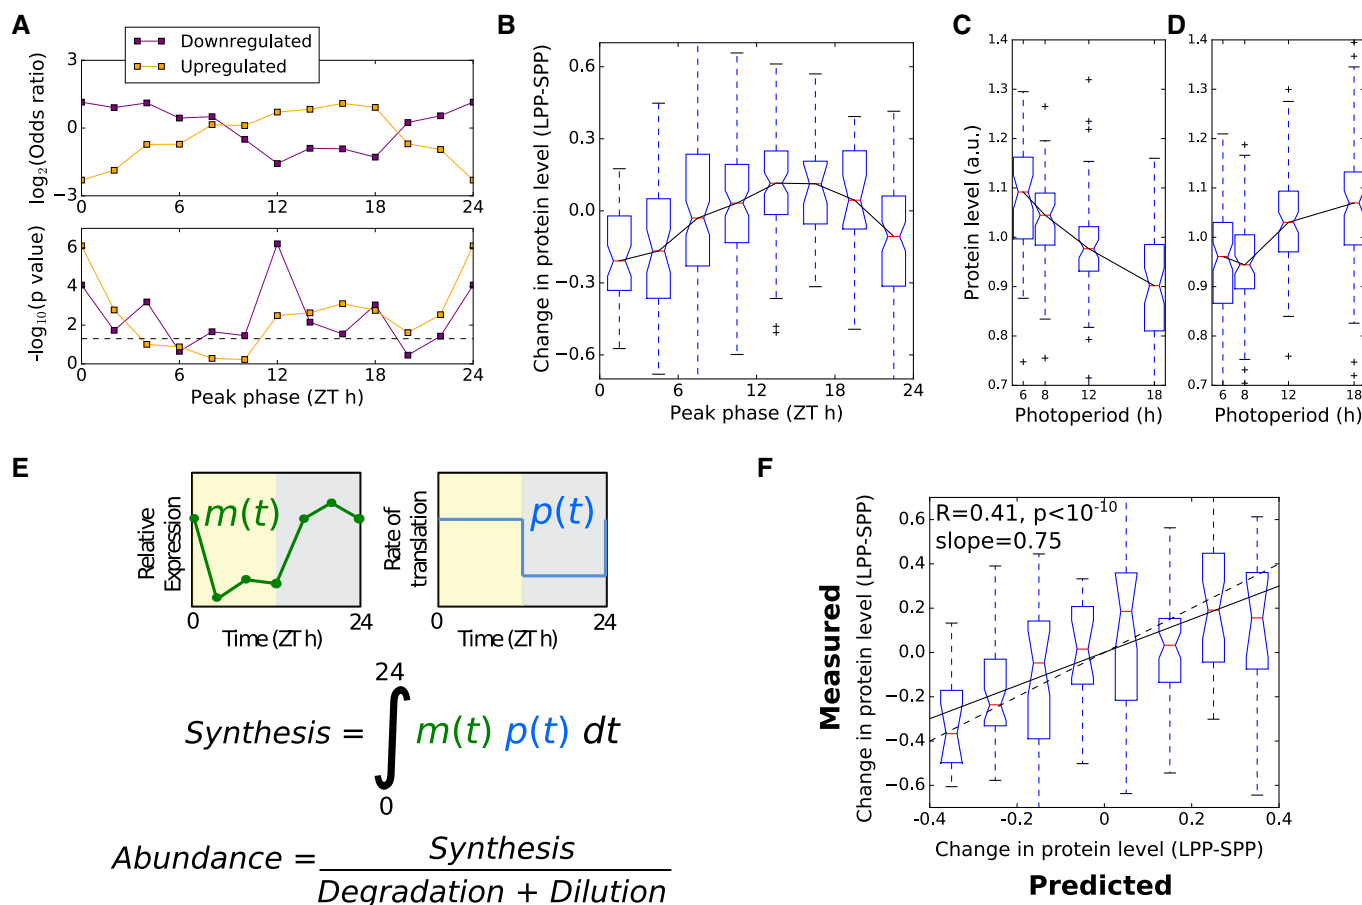 A
Downregulated
Upregulated
log₂(Odds ratio)
3
0
−3
0 6 12 18 24
-log₁₀(p value)
6
4
2
0
0 6 12 18 24
Peak phase (ZT h)
B
Change in protein level (LPP-SPP)
0.6
0.3
0.0
−0.3
−0.6
0 6 12 18 24
Peak phase (ZT h)
C
Protein level (a.u.)
1.4
1.3
1.2
1.1
1.0
0.9
0.8
0.7
6 8 12 18
Photoperiod (h)
D
1.4
1.3
1.2
1.1
1.0
0.9
0.8
0.7
6 8 12 18
Photoperiod (h)
E
Relative
Expression
m(t)
0 24
Time (ZT h)
Rate of
translation
p(t)
0 24
Time (ZT h)
24
Synthesis = ∫ m(t) p(t) dt
0
Abundance = Synthesis
Degradation + Dilution
F
Measured
Change in protein level (LPP-SPP)
R=0.41, p<10⁻¹⁰
slope=0.75
0.6
0.4
0.2
0.0
−0.2
−0.4
−0.6
-0.4 -0.2 0 0.2 0.4
Change in protein level (LPP-SPP)
Predicted